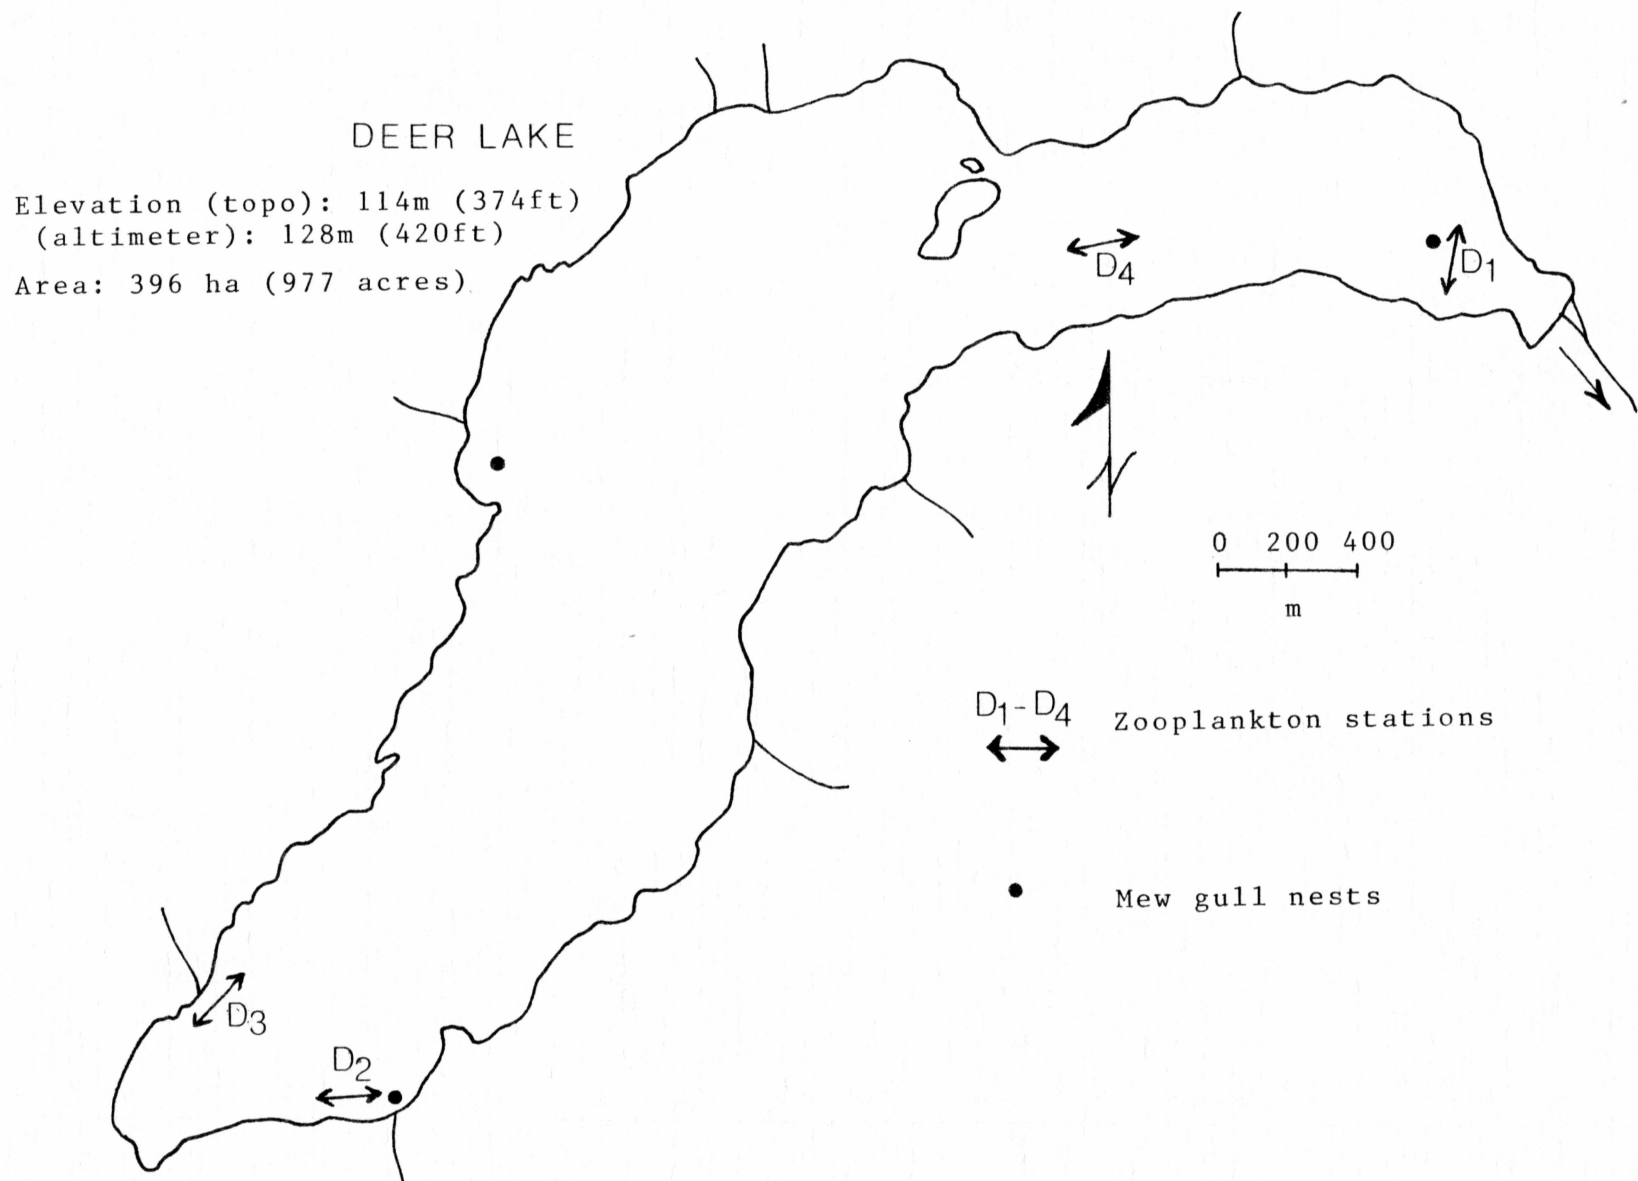 DEER LAKE
Elevation (topo): 114m (374ft)
(altimeter): 128m (420ft)
Area: 396 ha (977 acres)
D4
D1
0 200 400
m
D1-D4 Zooplankton stations
Mew gull nests
D3
D2